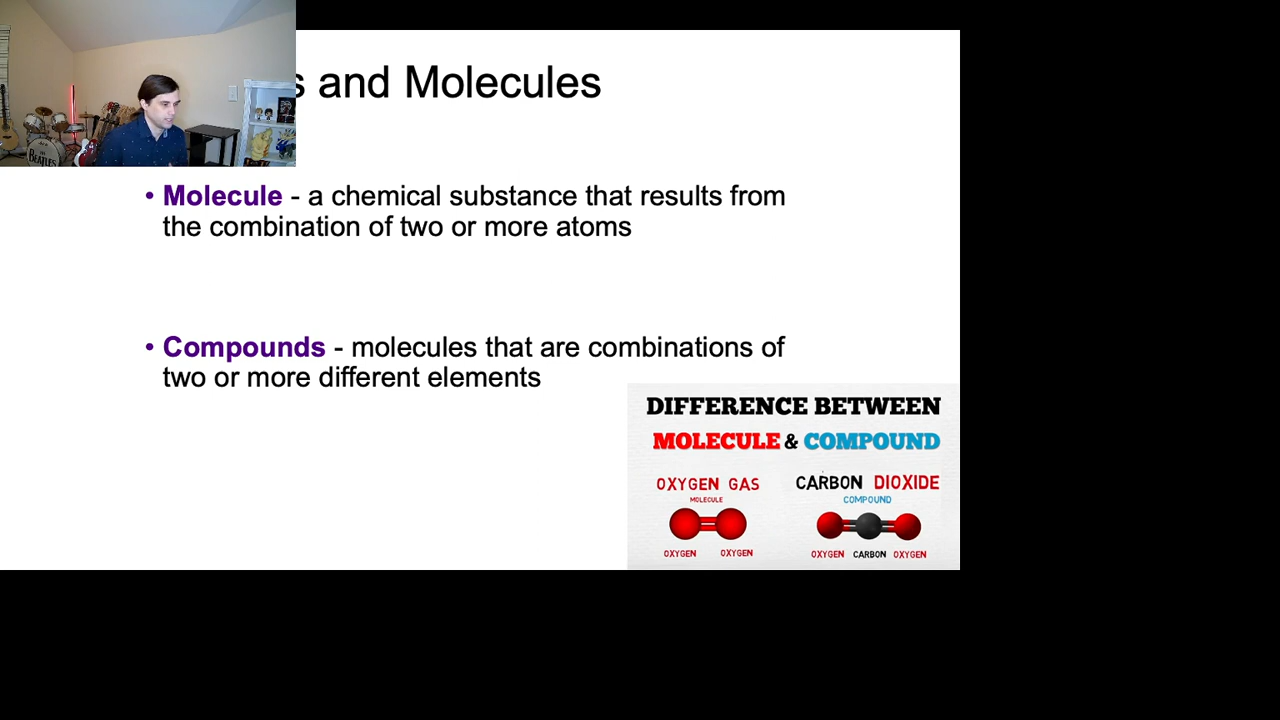 and Molecules
• Molecule - a chemical substance that results from
the combination of two or more atoms
• Compounds - molecules that are combinations of
two or more different elements
DIFFERENCE BETWEEN
MOLECULE & COMPOUND
OXYGEN GAS
MOLECULE
OXYGEN OXYGEN
CARBON DIOXIDE
COMPOUND
OXYGEN CARBON OXYGEN
BEATLES